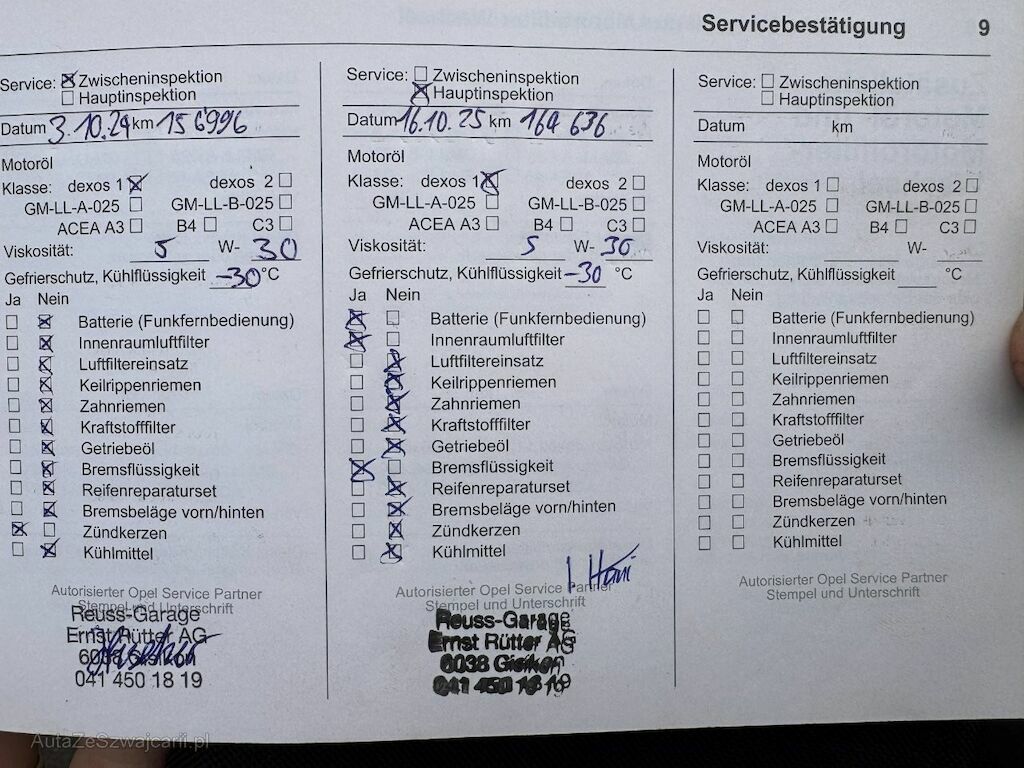 Servicebestätigung 9
Service: Zwischeninspektion
Hauptinspektion
Datum 3.10.24 km 156996
Motoröl
Klasse: dexos 1 dexos 2
GM-LL-A-025 GM-LL-B-025
ACEA A3 B4 C3
Viskosität: 5 W- 30
Gefrierschutz, Kühlflüssigkeit -30 °C
Ja Nein
Batterie (Funkfernbedienung)
Innenraumluftfilter
Luftfiltereinsatz
Keilrippenriemen
Zahnriemen
Kraftstofffilter
Getriebeöl
Bremsflüssigkeit
Reifenreparaturset
Bremsbeläge vorn/hinten
Zündkerzen
Kühlmittel
Autorisierter Opel Service Partner
Stempel und Unterschrift
Reuss-Garage
Ernst Rütter AG
6038 Gisikon
041 450 18 19
Service: Zwischeninspektion
Hauptinspektion
Datum 16.10.25 km 164 636
Motoröl
Klasse: dexos 1 dexos 2
GM-LL-A-025 GM-LL-B-025
ACEA A3 B4 C3
Viskosität: 5 W- 30
Gefrierschutz, Kühlflüssigkeit -30 °C
Ja Nein
Batterie (Funkfernbedienung)
Innenraumluftfilter
Luftfiltereinsatz
Keilrippenriemen
Zahnriemen
Kraftstofffilter
Getriebeöl
Bremsflüssigkeit
Reifenreparaturset
Bremsbeläge vorn/hinten
Zündkerzen
Kühlmittel
Autorisierter Opel Service Partner
Stempel und Unterschrift
Reuss-Garage
Ernst Rütter AG
6038 Gisikon
041 450 18 19
Service: Zwischeninspektion
Hauptinspektion
Datum km
Motoröl
Klasse: dexos 1 dexos 2
GM-LL-A-025 GM-LL-B-025
ACEA A3 B4 C3
Viskosität: W-
Gefrierschutz, Kühlflüssigkeit °C
Ja Nein
Batterie (Funkfernbedienung)
Innenraumluftfilter
Luftfiltereinsatz
Keilrippenriemen
Zahnriemen
Kraftstofffilter
Getriebeöl
Bremsflüssigkeit
Reifenreparaturset
Bremsbeläge vorn/hinten
Zündkerzen
Kühlmittel
Autorisierter Opel Service Partner
Stempel und Unterschrift
AutaZeSzwajcarii.pl